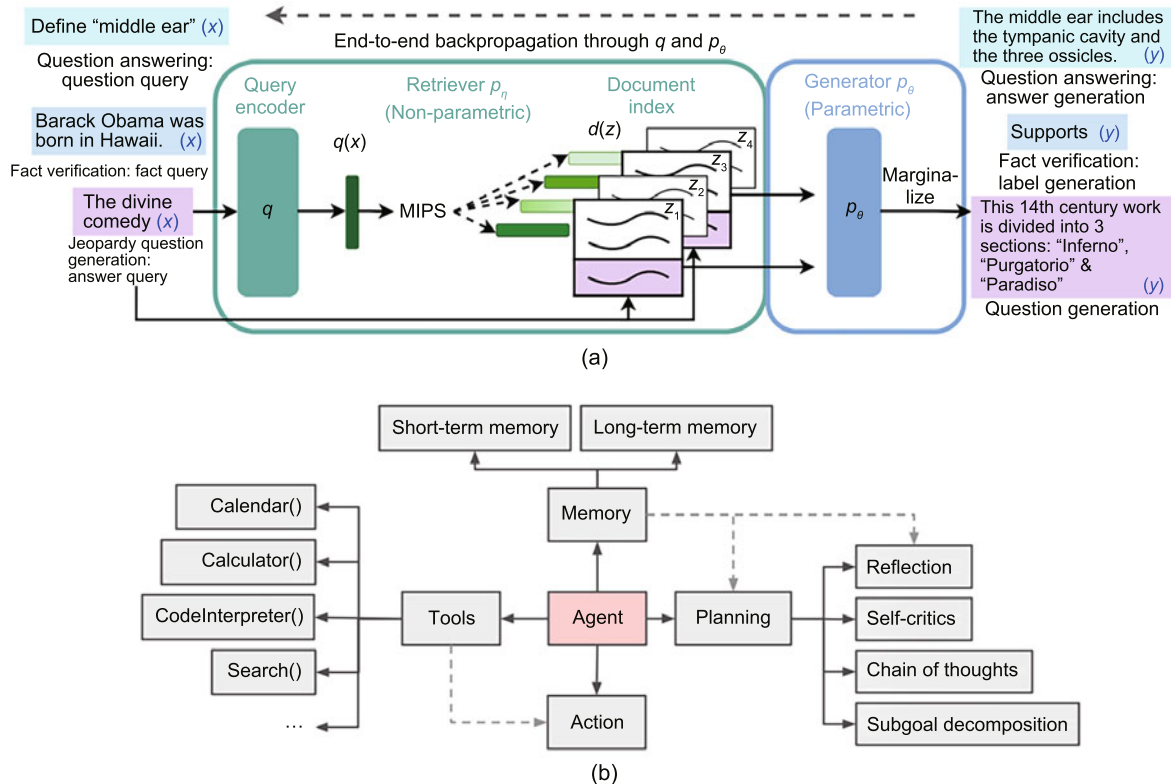 Define “middle ear” (x)
Question answering:
question query
Barack Obama was
born in Hawaii. (x)
Fact verification: fact query
The divine
comedy (x)
Jeopardy question
generation:
answer query
End-to-end backpropagation through q and pθ
Query
encoder
q
q(x)
Retriever pη
(Non-parametric)
MIPS
Document
index
d(z)
z4
z3
z2
z1
Generator pθ
(Parametric)
pθ
Margina-
lize
The middle ear includes
the tympanic cavity and
the three ossicles. (y)
Question answering:
answer generation
Supports (y)
Fact verification:
label generation
This 14th century work
is divided into 3
sections: “Inferno”,
“Purgatorio” &
“Paradiso” (y)
Question generation
(a)
Short-term memory
Long-term memory
Memory
Calendar()
Calculator()
CodeInterpreter()
Search()
...
Tools
Agent
Planning
Action
Reflection
Self-critics
Chain of thoughts
Subgoal decomposition
(b)